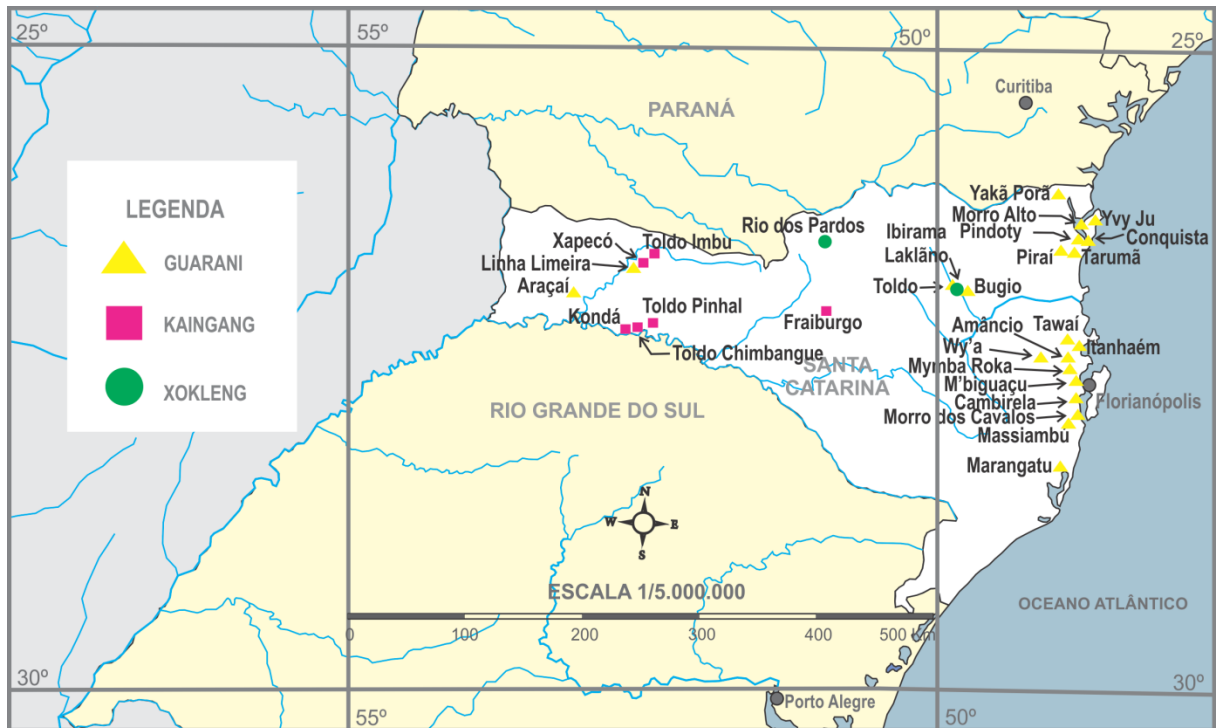 25º
55º
50º
25º
Curitiba
PARANÁ
LEGENDA
GUARANI
KAINGANG
XOKLENG
Yakã Porã
Morro Alto
Yvy Ju
Pindoty
Conquista
Piraí
Tarumã
Rio dos Pardos
Ibirama
Laklãno
Toldo
Bugio
Xapecó
Toldo Imbu
Linha Limeira
Araçaí
Kondá
Toldo Pinhal
Toldo Chimbangue
Fraiburgo
Amâncio
Tawaí
Wy'a
Itanhaém
Mymba Roka
M'biguaçu
Cambirela
Florianópolis
Morro dos Cavalos
Massiambu
Marangatu
SANTA
CATARINA
RIO GRANDE DO SUL
N
W
E
S
ESCALA 1/5.000.000
0
100
200
300
400
500 km
OCEANO ATLÂNTICO
30º
30º
Porto Alegre
55º
50º